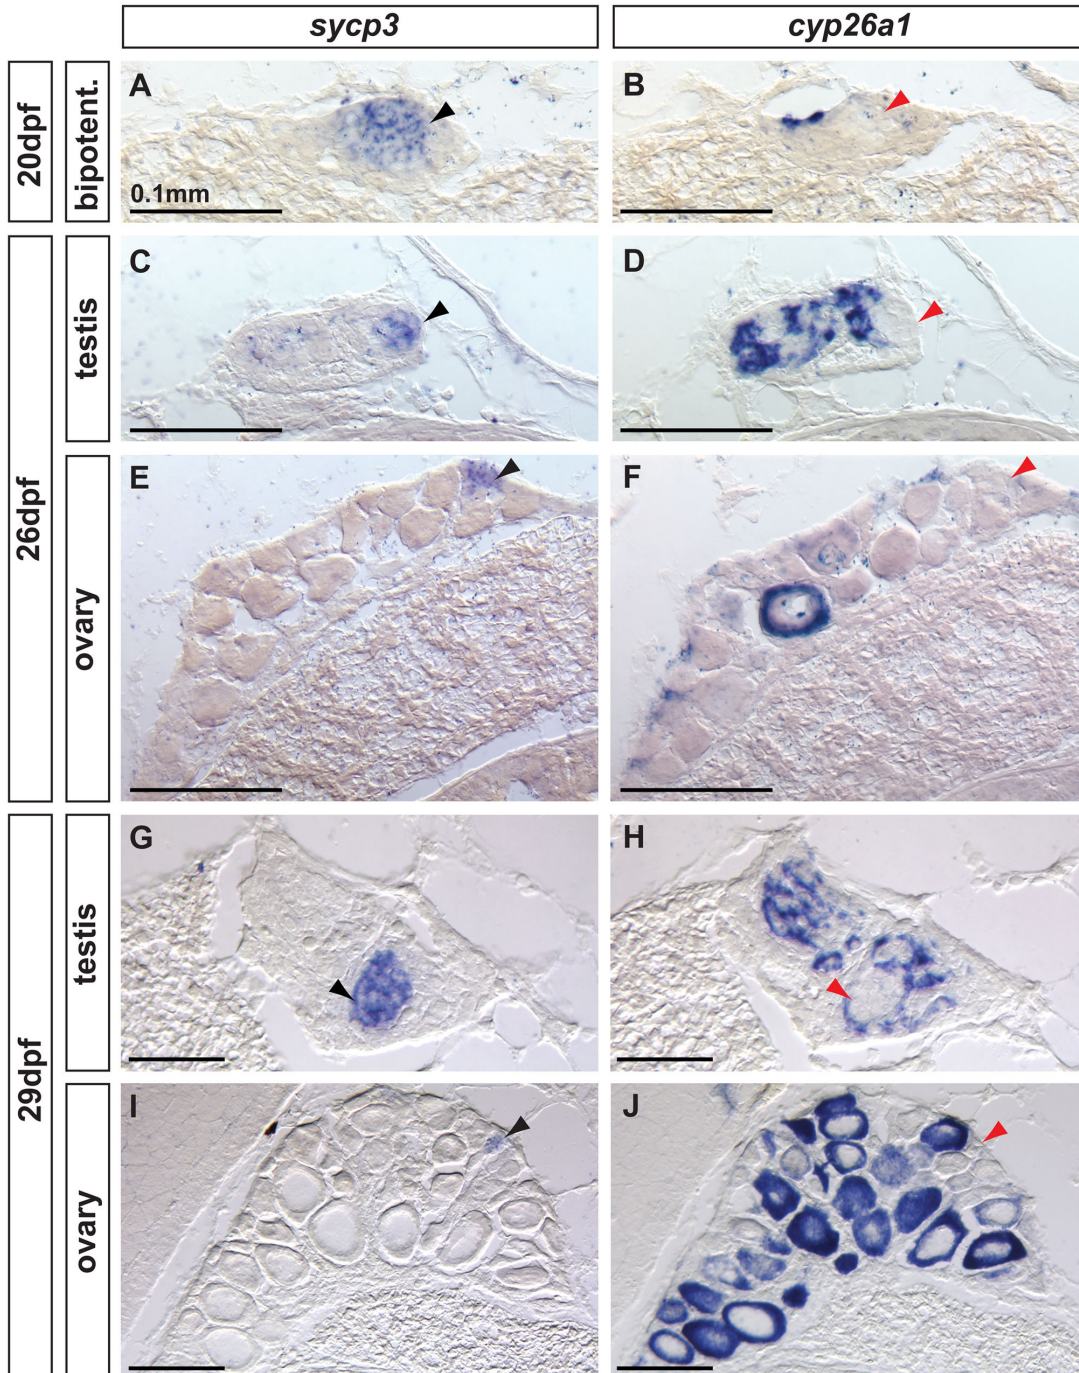 sycp3
cyp26a1
20dpf
bipotent.
A
0.1mm
B
26dpf
testis
C
D
ovary
E
F
29dpf
testis
G
H
ovary
I
J